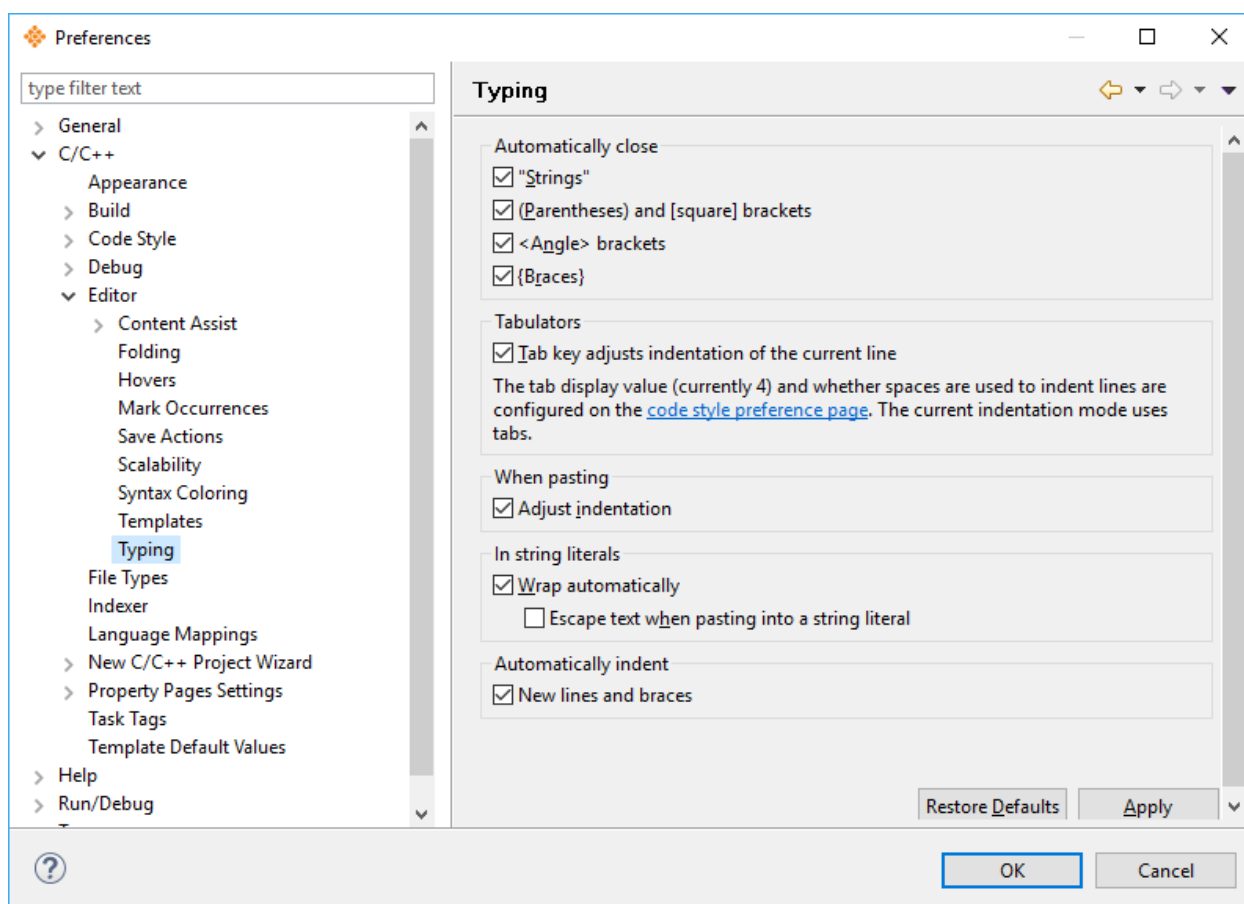 Preferences
type filter text
General
C/C++
Appearance
Build
Code Style
Debug
Editor
Content Assist
Folding
Hovers
Mark Occurrences
Save Actions
Scalability
Syntax Coloring
Templates
Typing
File Types
Indexer
Language Mappings
New C/C++ Project Wizard
Property Pages Settings
Task Tags
Template Default Values
Help
Run/Debug
Typing
Automatically close
"Strings"
(Parentheses) and [square] brackets
<Angle> brackets
{Braces}
Tabulators
Tab key adjusts indentation of the current line
The tab display value (currently 4) and whether spaces are used to indent lines are
configured on the code style preference page. The current indentation mode uses
tabs.
When pasting
Adjust indentation
In string literals
Wrap automatically
Escape text when pasting into a string literal
Automatically indent
New lines and braces
Restore Defaults
Apply
?
OK
Cancel